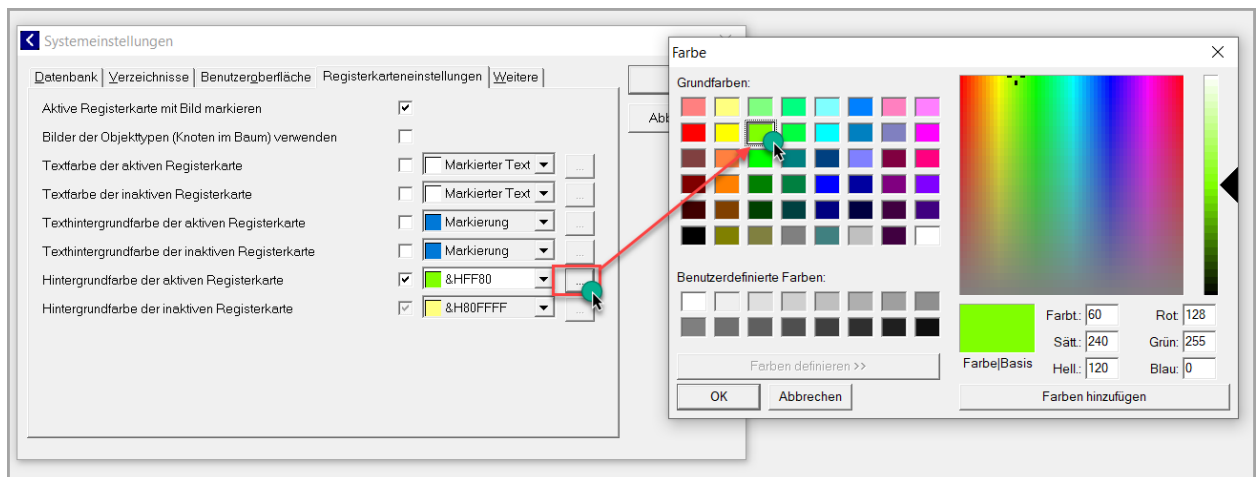 Systemeinstellungen
Datenbank Verzeichnisse Benutzeroberfläche Registerkarteneinstellungen Weitere
Aktive Registerkarte mit Bild markieren
Bilder der Objekttypen (Knoten im Baum) verwenden
Textfarbe der aktiven Registerkarte Markierter Text ...
Textfarbe der inaktiven Registerkarte Markierter Text ...
Texthintergrundfarbe der aktiven Registerkarte Markierung ...
Texthintergrundfarbe der inaktiven Registerkarte Markierung ...
Hintergrundfarbe der aktiven Registerkarte &HFF80 ...
Hintergrundfarbe der inaktiven Registerkarte &H80FFFF ...
Farbe
Grundfarben:
Benutzerdefinierte Farben:
Farben definieren >>
OK Abbrechen
Farbe|Basis
Farbt.: 60 Rot: 128
Sätt.: 240 Grün: 255
Hell.: 120 Blau: 0
Farben hinzufügen